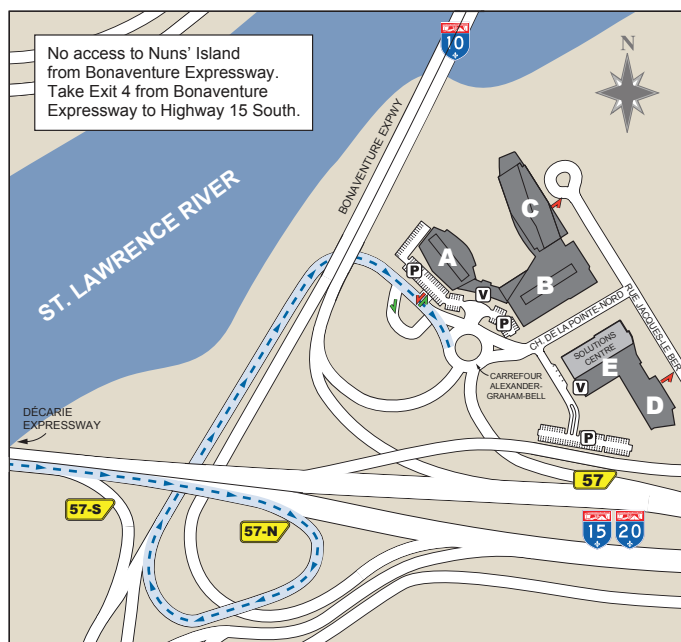 No access to Nuns' Island
from Bonaventure Expressway.
Take Exit 4 from Bonaventure
Expressway to Highway 15 South.
10
N
BONAVENTURE EXPWY
ST. LAWRENCE RIVER
C
A
B
P
V
P
CH. DE LA POINTE-NORD
RUE JACQUES-LE BER
SOLUTIONS
CENTRE
E
V
D
P
CARREFOUR
ALEXANDER-
GRAHAM-BELL
DÉCARIE
EXPRESSWAY
57
57-S
57-N
15
20